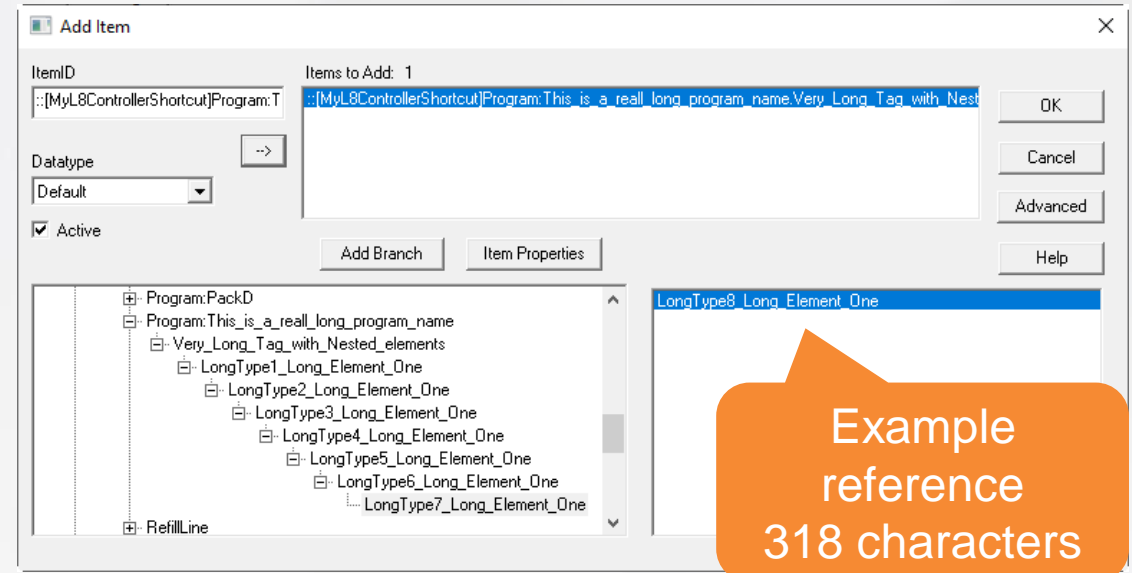 Add Item
ItemID
Items to Add: 1
::[MyL8ControllerShortcut]Program:T
::[MyL8ControllerShortcut]Program:This_is_a_reall_long_program_name.Very_Long_Tag_with_Nest
OK
-->
Datatype
Cancel
Default
Advanced
Active
Add Branch
Item Properties
Help
Program:PackD
LongType8_Long_Element_One
Program:This_is_a_reall_long_program_name
Very_Long_Tag_with_Nested_elements
LongType1_Long_Element_One
LongType2_Long_Element_One
LongType3_Long_Element_One
LongType4_Long_Element_One
LongType5_Long_Element_One
LongType6_Long_Element_One
LongType7_Long_Element_One
RefillLine
Example
reference
318 characters